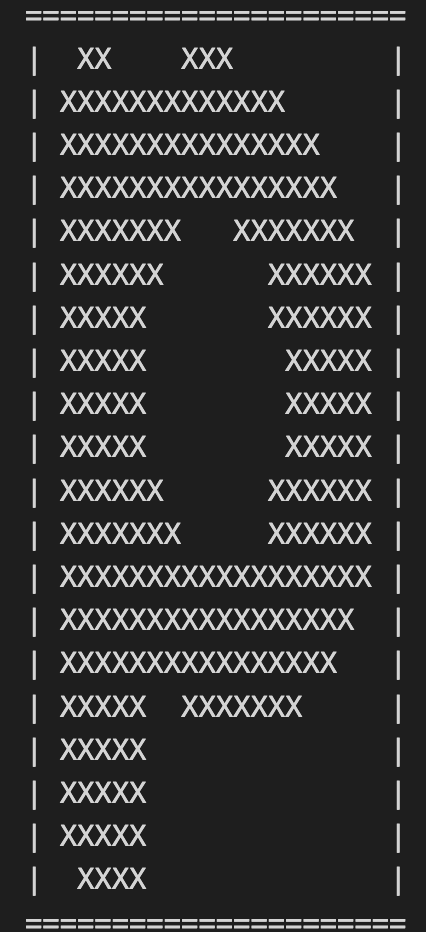 ======================
|  XX    XXX         |
| XXXXXXXXXXXXX      |
| XXXXXXXXXXXXXXX    |
| XXXXXXXXXXXXXXXX   |
| XXXXXXX   XXXXXXX  |
| XXXXXX      XXXXXX |
| XXXXX       XXXXXX |
| XXXXX        XXXXX |
| XXXXX        XXXXX |
| XXXXX        XXXXX |
| XXXXXX      XXXXXX |
| XXXXXXX     XXXXXX |
| XXXXXXXXXXXXXXXXXX |
| XXXXXXXXXXXXXXXXX  |
| XXXXXXXXXXXXXXXX   |
| XXXXX  XXXXXXX     |
| XXXXX              |
| XXXXX              |
| XXXXX              |
|  XXXX              |
======================